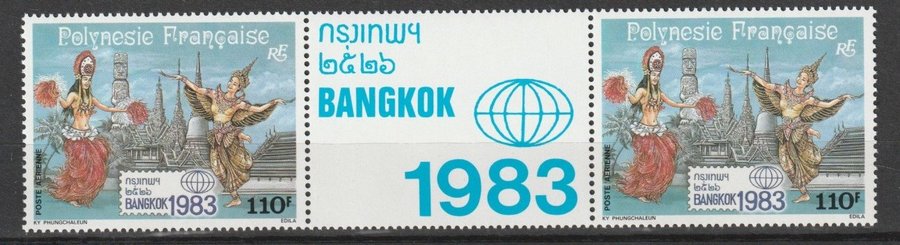 Polynesie Française
RF
POSTE AERIENNE
กรุงเทพฯ
๒๕๒๖
BANGKOK 1983
110F
KY PHUNGCHALEUN
EDILA
กรุงเทพฯ
๒๕๒๖
BANGKOK
1983
Polynesie Française
RF
POSTE AERIENNE
กรุงเทพฯ
๒๕๒๖
BANGKOK 1983
110F
KY PHUNGCHALEUN
EDILA